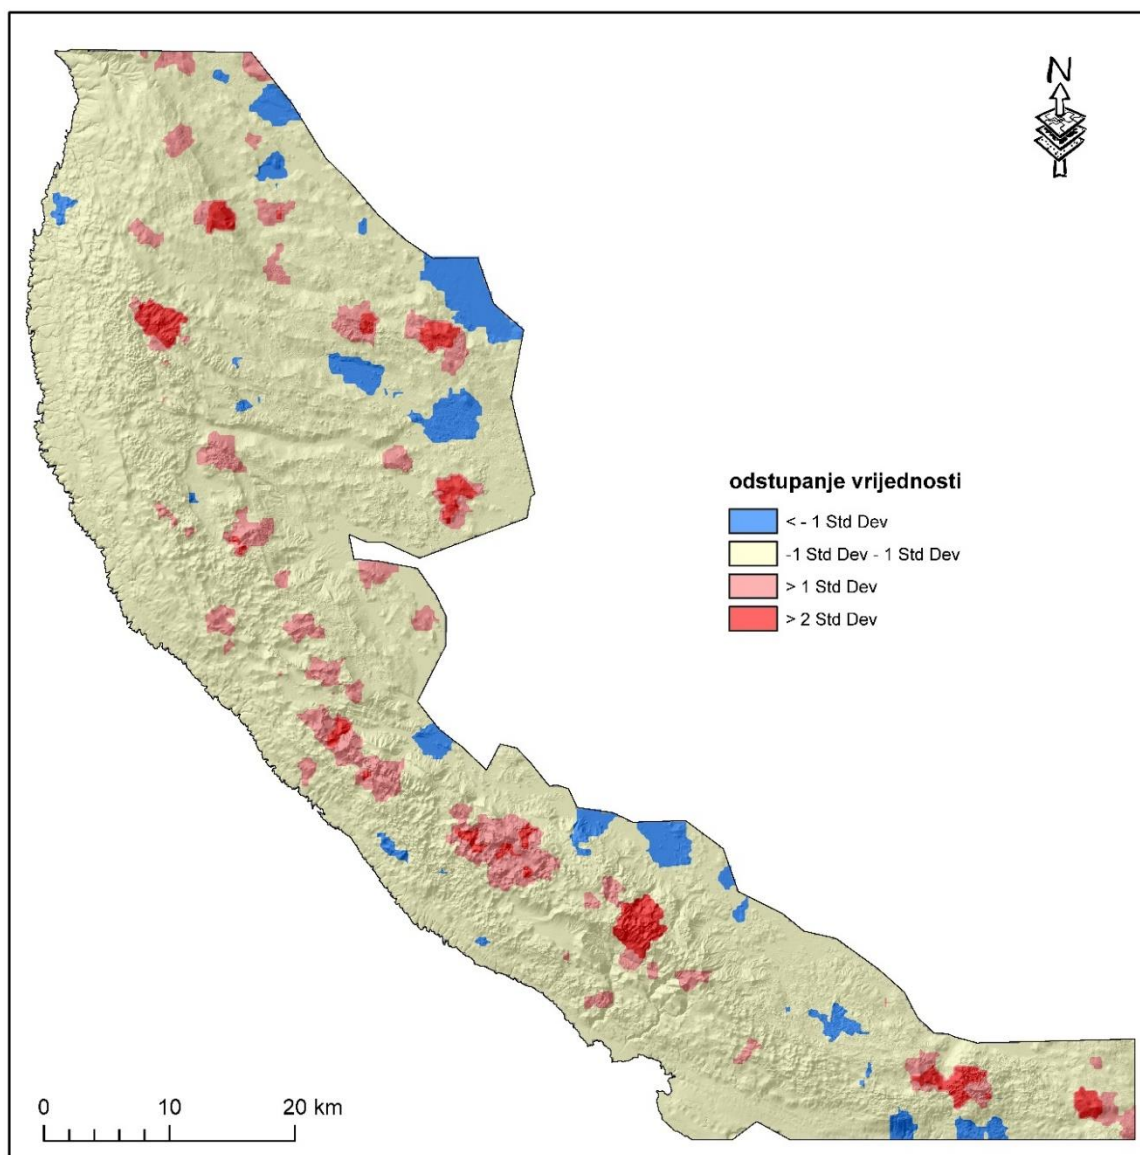 N
odstupanje vrijednosti
< - 1 Std Dev
-1 Std Dev - 1 Std Dev
> 1 Std Dev
> 2 Std Dev
0 10 20 km